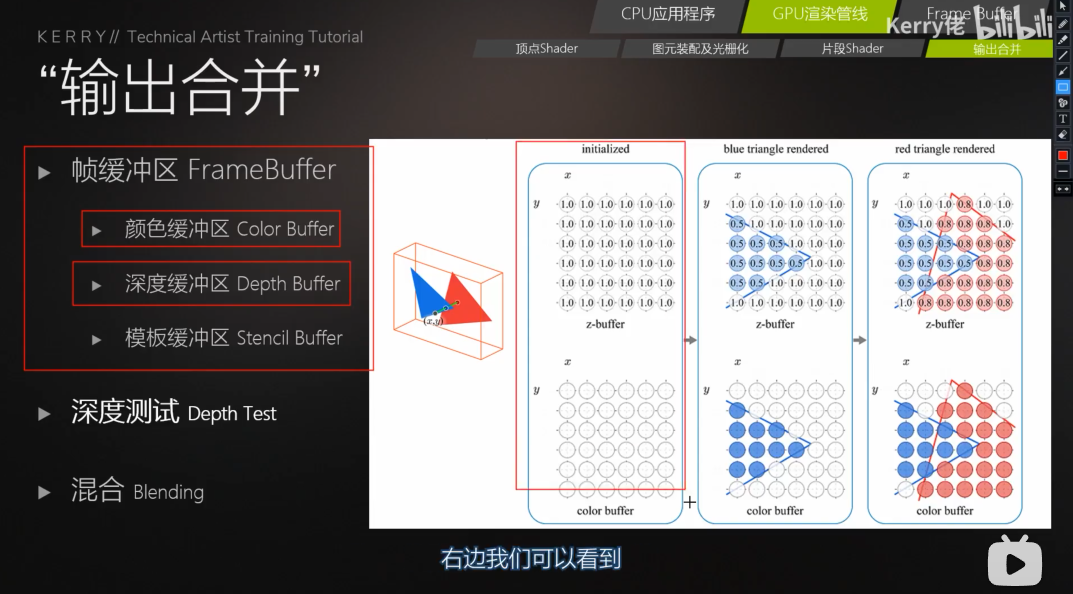 CPU应用程序
GPU渲染管线
Frame Buffer
Kerry佬 bilibili
顶点Shader
图元装配及光栅化
片段Shader
输出合并
KERRY// Technical Artist Training Tutorial
“输出合并”
帧缓冲区 FrameBuffer
颜色缓冲区 Color Buffer
深度缓冲区 Depth Buffer
模板缓冲区 Stencil Buffer
深度测试 Depth Test
混合 Blending
(x,y)
initialized
x
y
1.0 1.0 1.0 1.0 1.0 1.0
1.0 1.0 1.0 1.0 1.0 1.0
1.0 1.0 1.0 1.0 1.0 1.0
1.0 1.0 1.0 1.0 1.0 1.0
1.0 1.0 1.0 1.0 1.0 1.0
1.0 1.0 1.0 1.0 1.0 1.0
z-buffer
x
y
color buffer
blue triangle rendered
x
y
1.0 1.0 1.0 1.0 1.0 1.0
0.5 1.0 1.0 1.0 1.0 1.0
0.5 0.5 0.5 1.0 1.0 1.0
0.5 0.5 0.5 0.5 1.0 1.0
0.5 0.5 1.0 1.0 1.0 1.0
1.0 1.0 1.0 1.0 1.0 1.0
z-buffer
x
y
color buffer
red triangle rendered
x
y
1.0 1.0 1.0 0.8 1.0 1.0
0.5 1.0 0.8 0.8 0.8 1.0
0.5 0.5 0.5 0.8 0.8 0.8
0.5 0.5 0.5 0.5 0.8 0.8
0.5 0.5 0.8 0.8 0.8 0.8
1.0 0.8 0.8 0.8 0.8 0.8
z-buffer
x
y
color buffer
右边我们可以看到
T